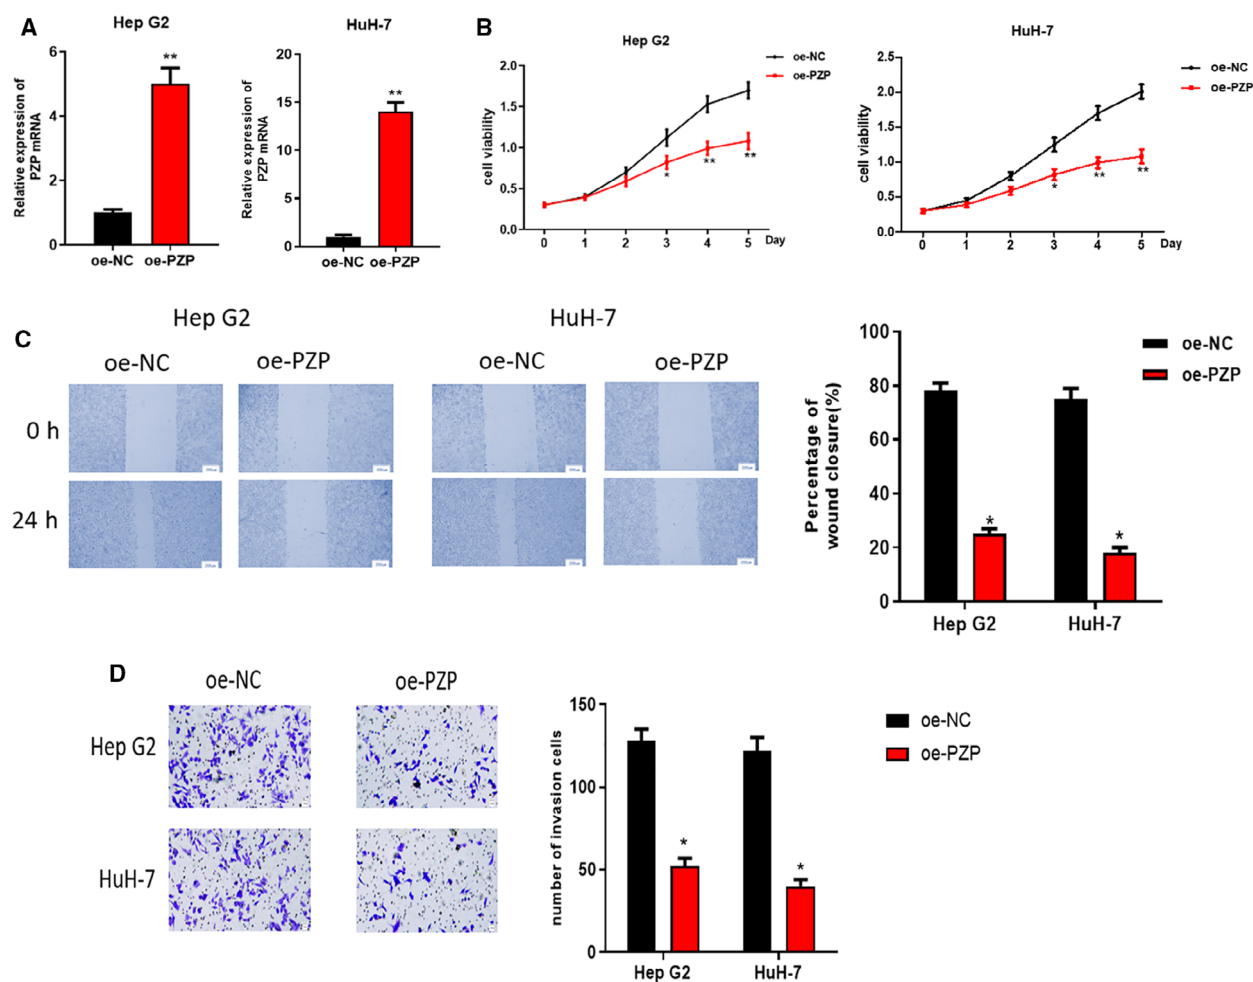 A
Hep G2
Relative expression of
PZP mRNA
6
4
2
0
**
oe-NC oe-PZP
HuH-7
Relative expression of
PZP mRNA
20
15
10
5
0
**
oe-NC oe-PZP
B
Hep G2
cell viability
2.0
1.5
1.0
0.5
0.0
* ** **
0 1 2 3 4 5 Day
oe-NC
oe-PZP
HuH-7
cell viability
2.5
2.0
1.5
1.0
0.5
0.0
* ** **
0 1 2 3 4 5 Day
oe-NC
oe-PZP
C
Hep G2 HuH-7
oe-NC oe-PZP oe-NC oe-PZP
0 h
24 h
Percentage of
wound closure(%)
100
80
60
40
20
0
* *
Hep G2 HuH-7
oe-NC
oe-PZP
D
oe-NC oe-PZP
Hep G2
HuH-7
number of invasion cells
150
100
50
0
* *
Hep G2 HuH-7
oe-NC
oe-PZP